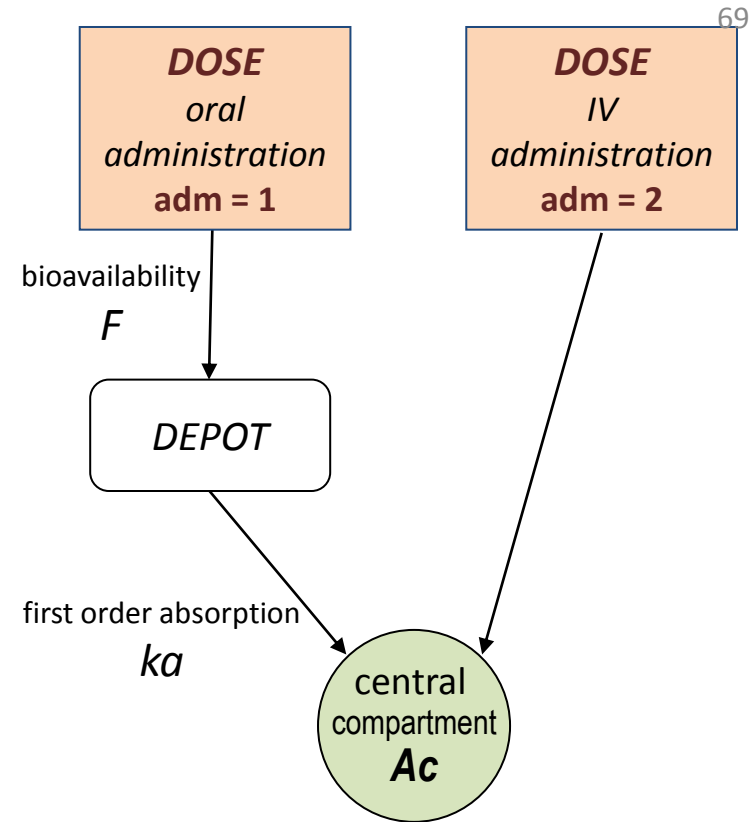 69
DOSE
oral
administration
adm = 1
DOSE
IV
administration
adm = 2
bioavailability
F
DEPOT
first order absorption
ka
central
compartment
Ac